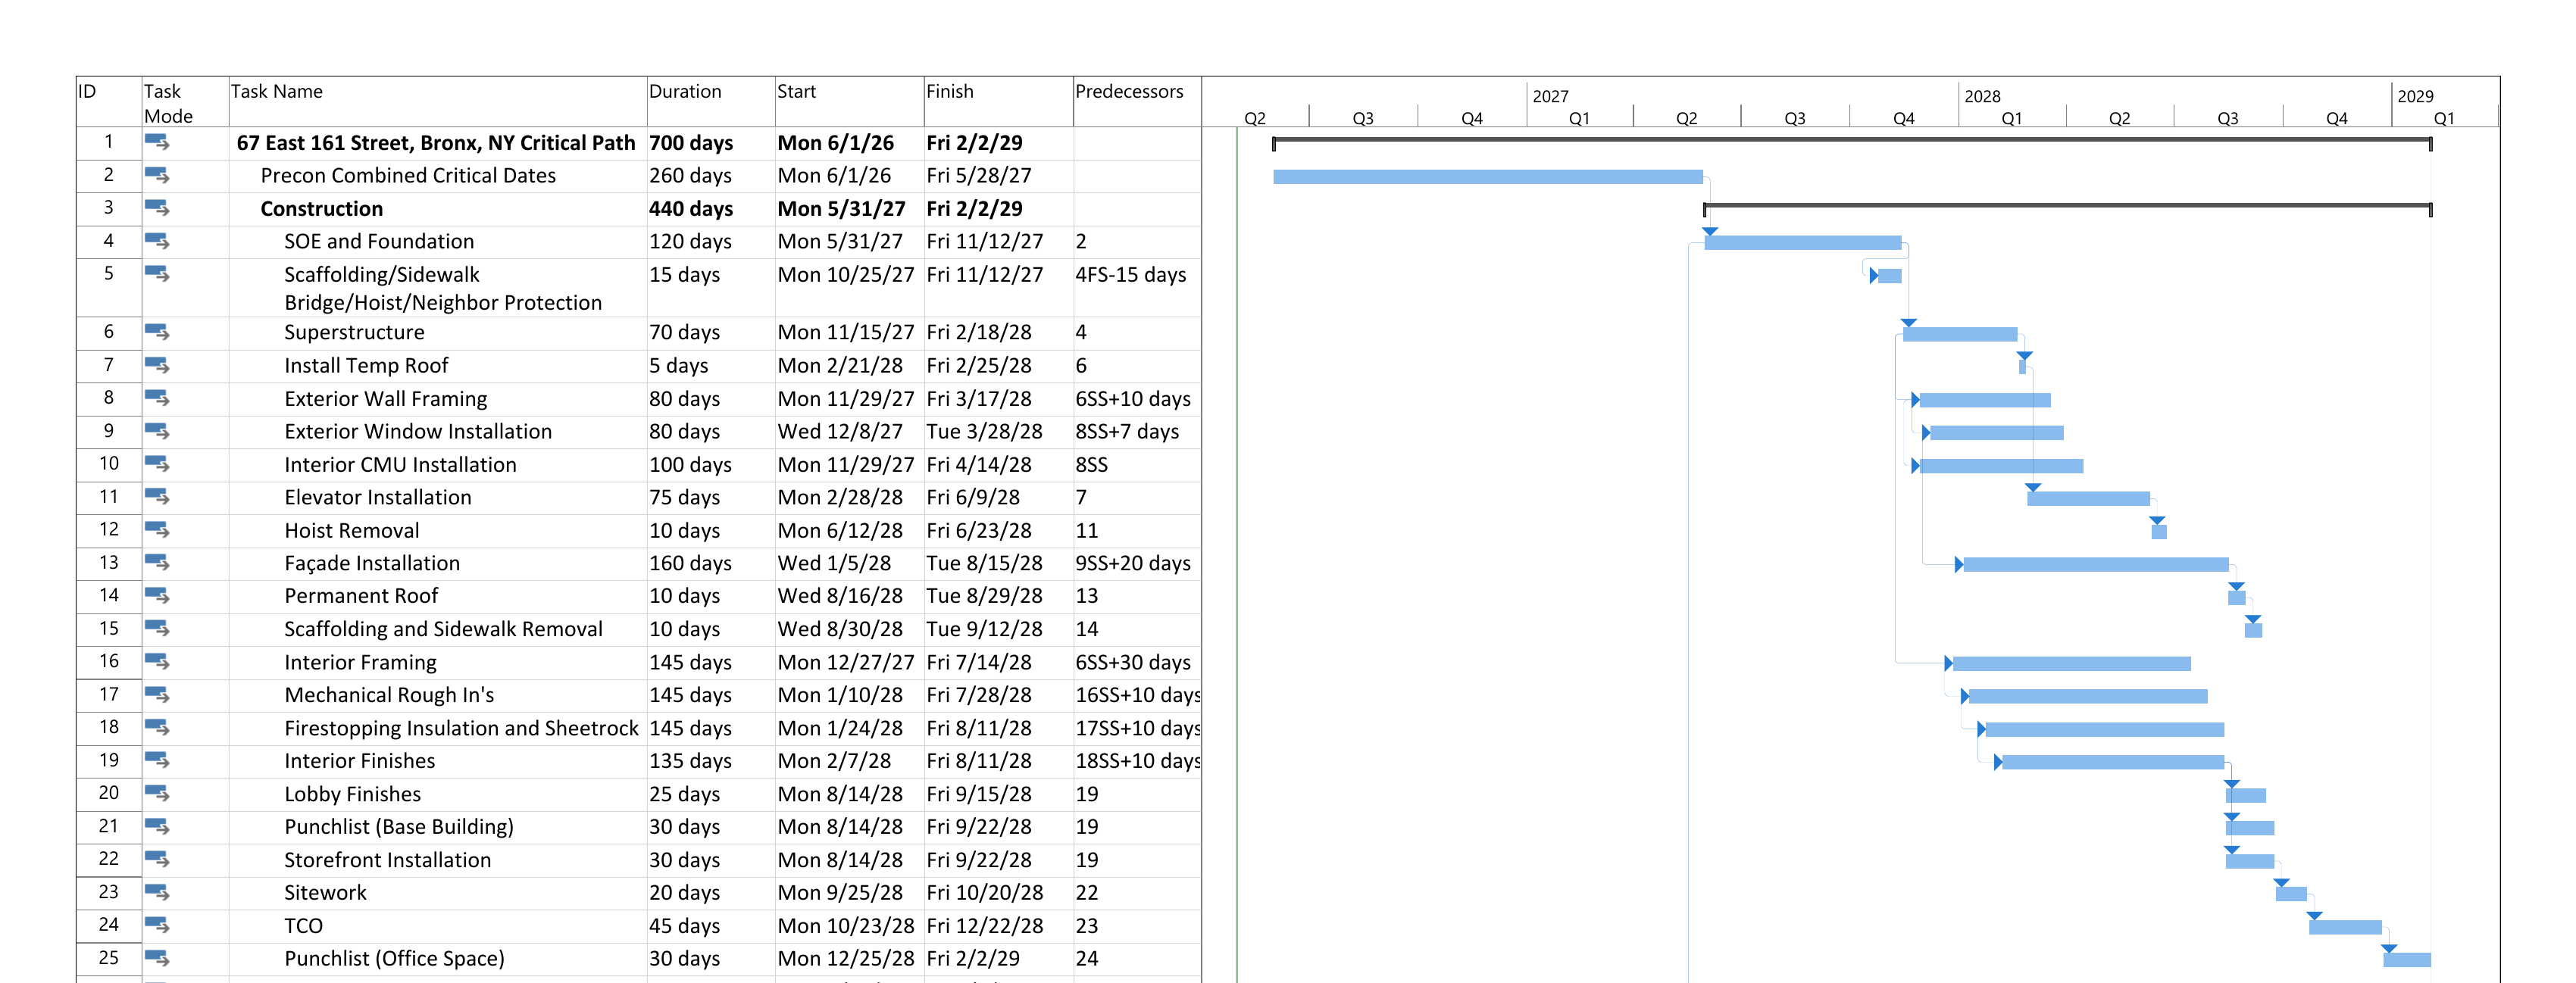 ID Task Mode Task Name Duration Start Finish Predecessors
2027 2028 2029
Q2 Q3 Q4 Q1 Q2 Q3 Q4 Q1 Q2 Q3 Q4 Q1
1 67 East 161 Street, Bronx, NY Critical Path 700 days Mon 6/1/26 Fri 2/2/29
2 Precon Combined Critical Dates 260 days Mon 6/1/26 Fri 5/28/27
3 Construction 440 days Mon 5/31/27 Fri 2/2/29
4 SOE and Foundation 120 days Mon 5/31/27 Fri 11/12/27 2
5 Scaffolding/Sidewalk 15 days Mon 10/25/27 Fri 11/12/27 4FS-15 days
Bridge/Hoist/Neighbor Protection
6 Superstructure 70 days Mon 11/15/27 Fri 2/18/28 4
7 Install Temp Roof 5 days Mon 2/21/28 Fri 2/25/28 6
8 Exterior Wall Framing 80 days Mon 11/29/27 Fri 3/17/28 6SS+10 days
9 Exterior Window Installation 80 days Wed 12/8/27 Tue 3/28/28 8SS+7 days
10 Interior CMU Installation 100 days Mon 11/29/27 Fri 4/14/28 8SS
11 Elevator Installation 75 days Mon 2/28/28 Fri 6/9/28 7
12 Hoist Removal 10 days Mon 6/12/28 Fri 6/23/28 11
13 Façade Installation 160 days Wed 1/5/28 Tue 8/15/28 9SS+20 days
14 Permanent Roof 10 days Wed 8/16/28 Tue 8/29/28 13
15 Scaffolding and Sidewalk Removal 10 days Wed 8/30/28 Tue 9/12/28 14
16 Interior Framing 145 days Mon 12/27/27 Fri 7/14/28 6SS+30 days
17 Mechanical Rough In's 145 days Mon 1/10/28 Fri 7/28/28 16SS+10 days
18 Firestopping Insulation and Sheetrock 145 days Mon 1/24/28 Fri 8/11/28 17SS+10 days
19 Interior Finishes 135 days Mon 2/7/28 Fri 8/11/28 18SS+10 days
20 Lobby Finishes 25 days Mon 8/14/28 Fri 9/15/28 19
21 Punchlist (Base Building) 30 days Mon 8/14/28 Fri 9/22/28 19
22 Storefront Installation 30 days Mon 8/14/28 Fri 9/22/28 19
23 Sitework 20 days Mon 9/25/28 Fri 10/20/28 22
24 TCO 45 days Mon 10/23/28 Fri 12/22/28 23
25 Punchlist (Office Space) 30 days Mon 12/25/28 Fri 2/2/29 24